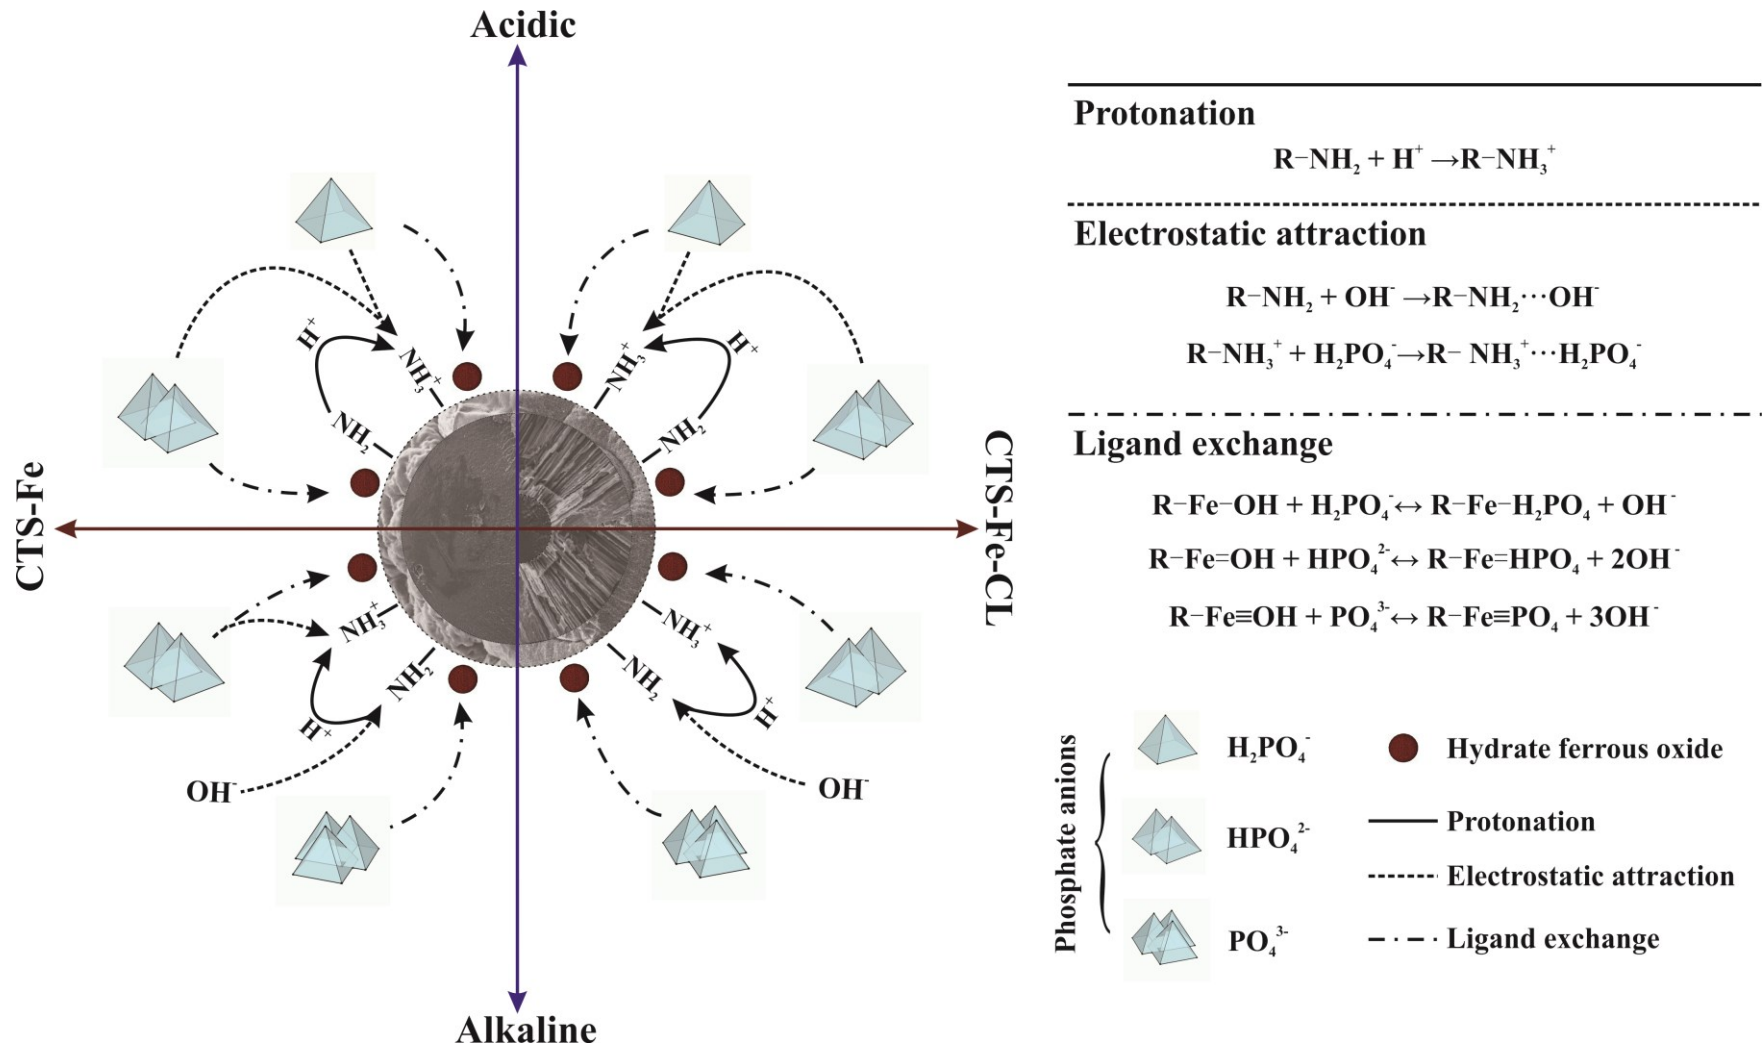 Acidic
H⁺
NH₃⁺
NH₂
NH₃⁺
H⁺
NH₂
CTS-Fe
CTS-Fe-CL
NH₃⁺
NH₂
H⁺
OH⁻
NH₃⁺
NH₂
H⁺
OH⁻
Alkaline
Protonation
R−NH₂ + H⁺ →R−NH₃⁺
Electrostatic attraction
R−NH₂ + OH⁻ →R−NH₂⋯OH⁻
R−NH₃⁺ + H₂PO₄⁻→R− NH₃⁺⋯H₂PO₄⁻
Ligand exchange
R−Fe−OH + H₂PO₄⁻↔ R−Fe−H₂PO₄ + OH⁻
R−Fe=OH + HPO₄²⁻↔ R−Fe=HPO₄ + 2OH⁻
R−Fe≡OH + PO₄³⁻↔ R−Fe≡PO₄ + 3OH⁻
Phosphate anions
H₂PO₄⁻
HPO₄²⁻
PO₄³⁻
Hydrate ferrous oxide
Protonation
Electrostatic attraction
Ligand exchange